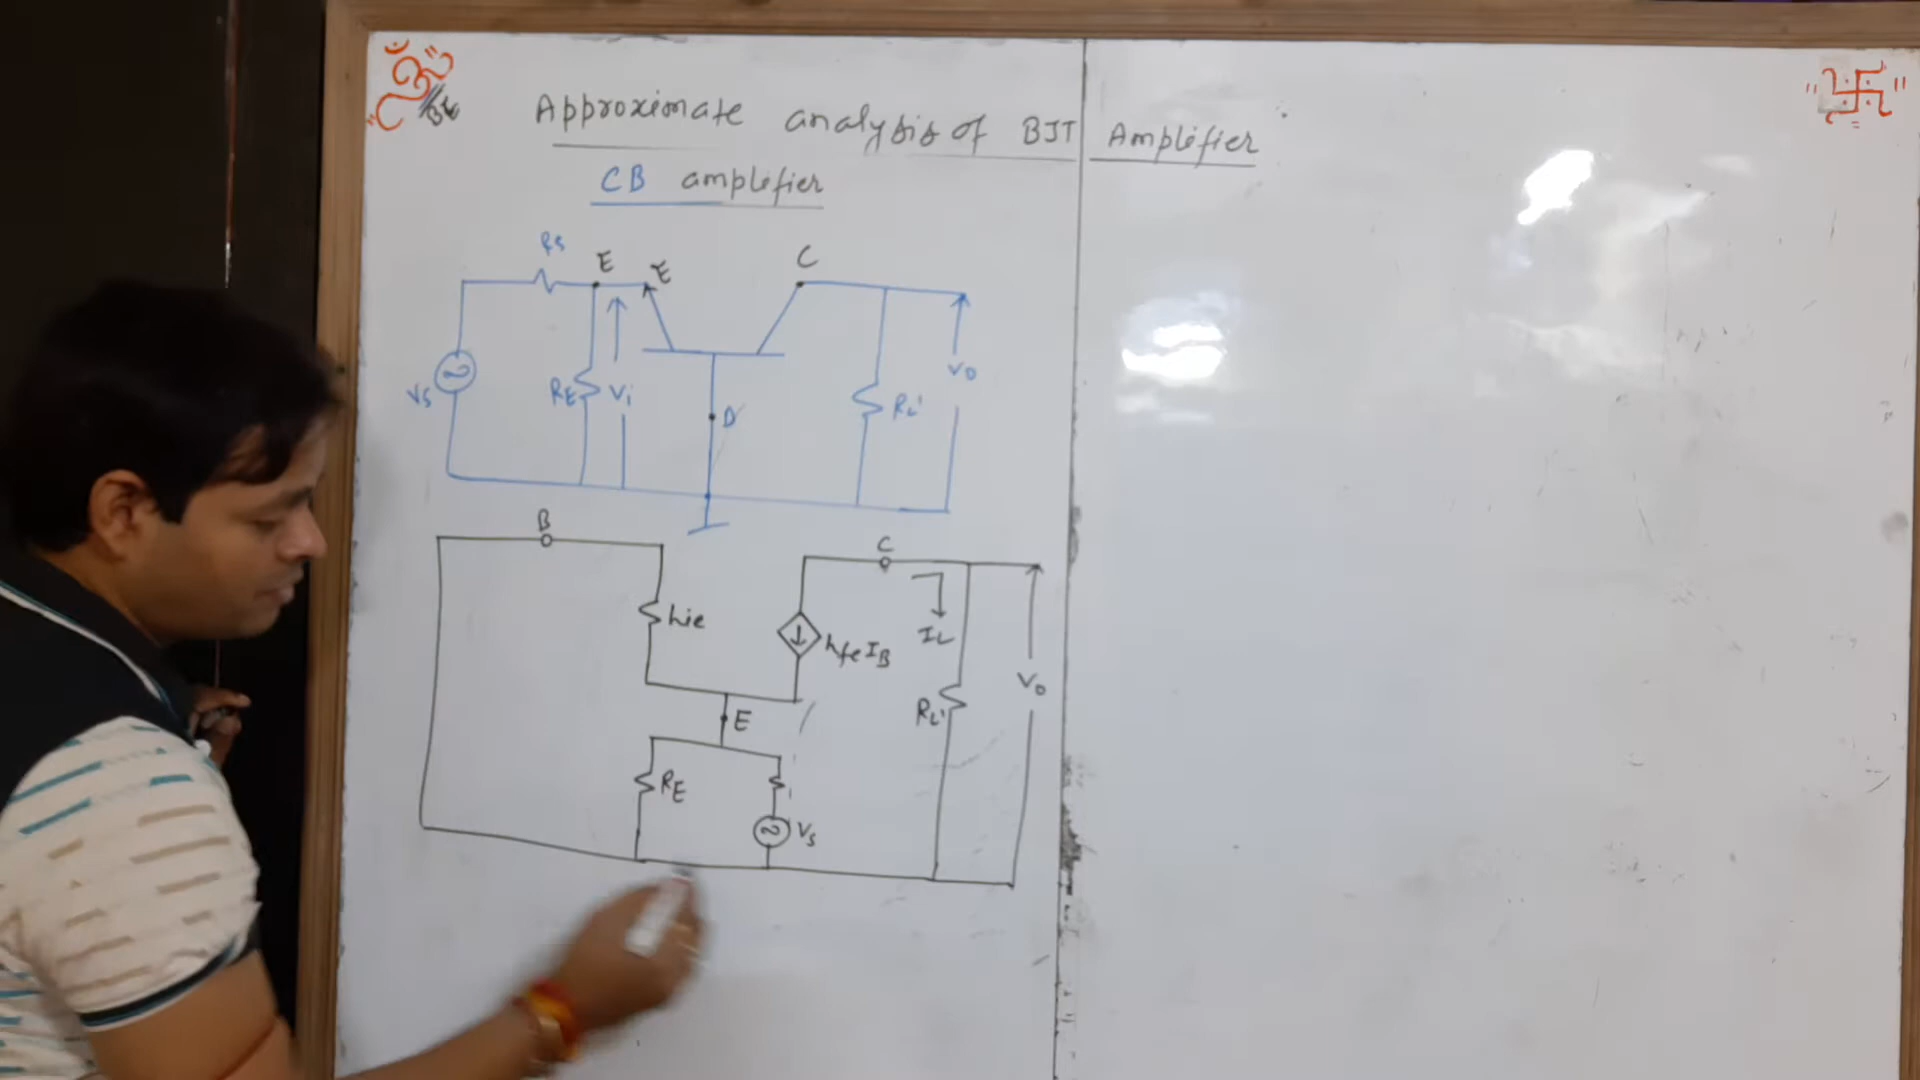 ॐ
BE
Approximate analysis of BJT Amplifier
CB amplifier
Rs
E
E
C
Vs
RE
Vi
B
RL'
Vo
B
C
hie
hfe IB
IL
E
RL'
Vo
RE
Vs